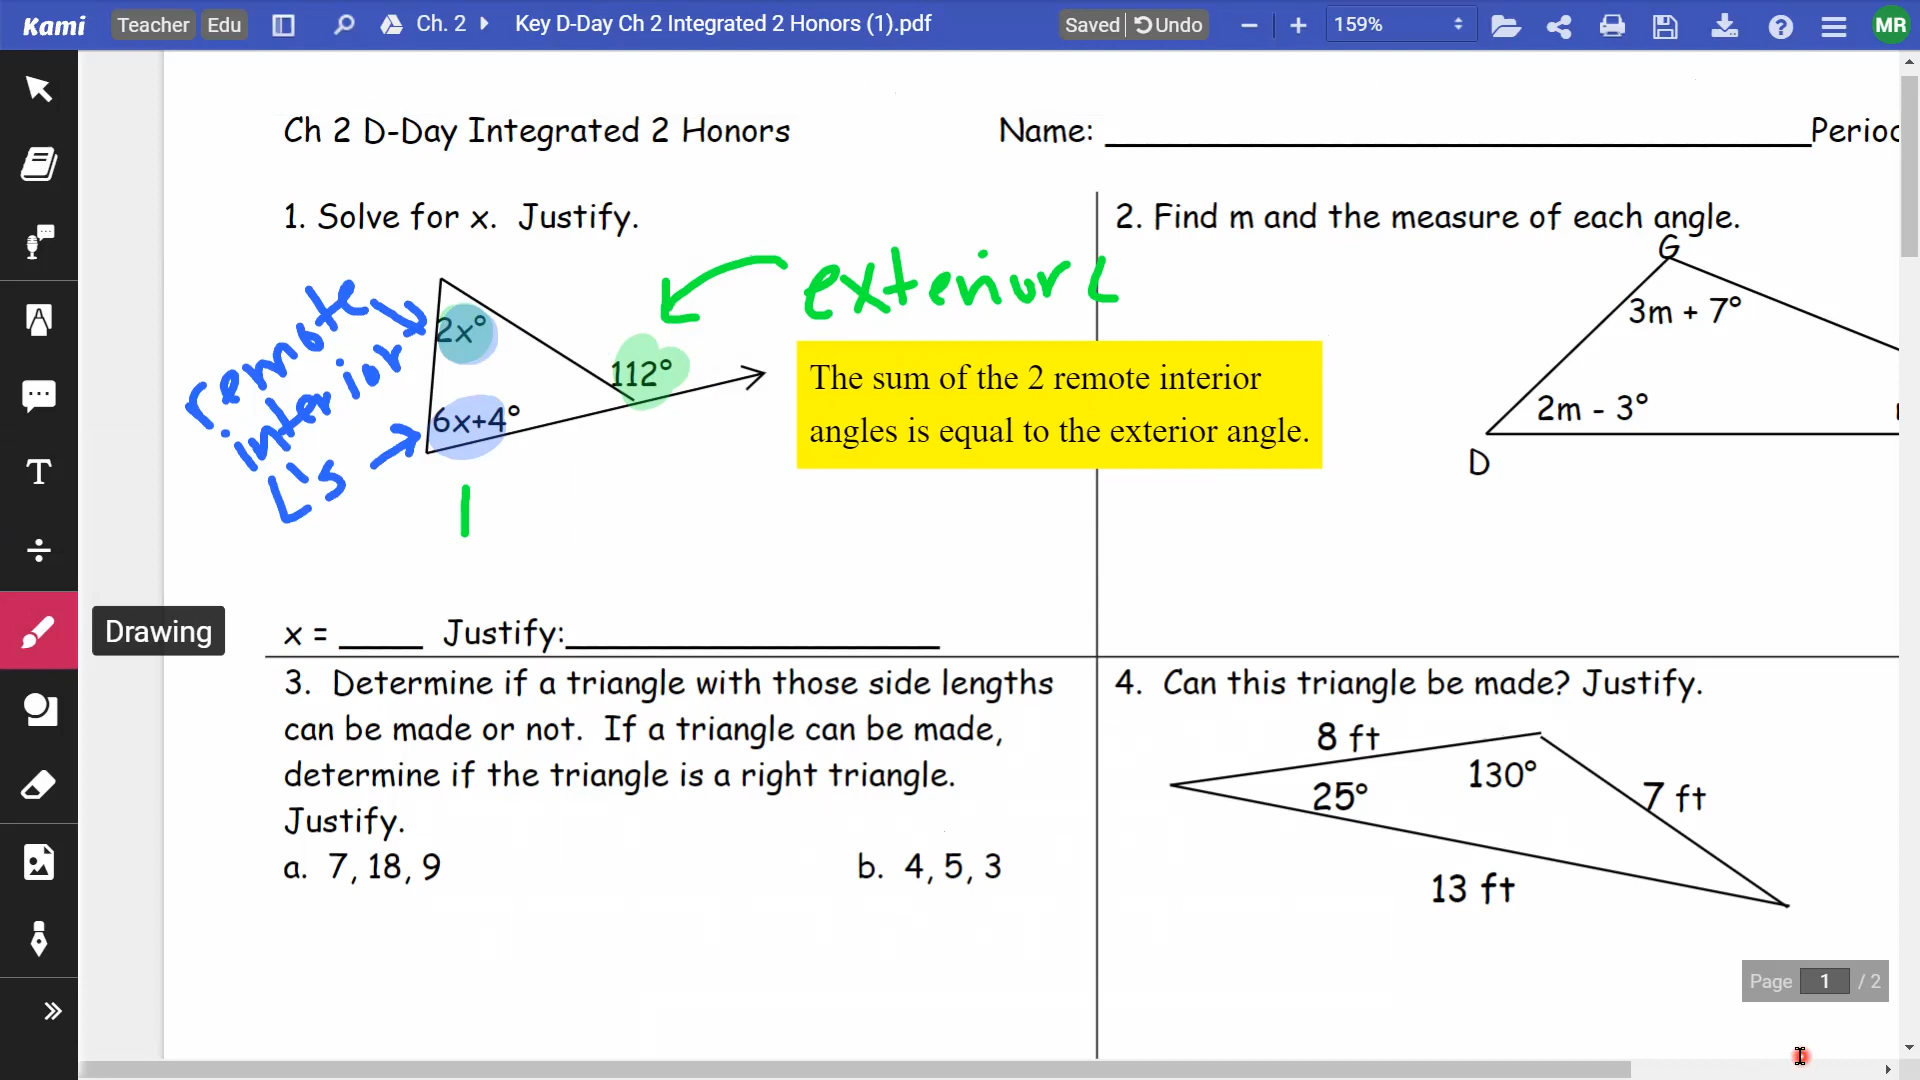 Kami Teacher Edu Ch. 2 Key D-Day Ch 2 Integrated 2 Honors (1).pdf Saved Undo 159% MR
Ch 2 D-Day Integrated 2 Honors Name: Perio
1. Solve for x. Justify.
exterior ∠
remote
interior
∠'s
2x°
112°
6x+4°
The sum of the 2 remote interior
angles is equal to the exterior angle.
x = Justify:
2. Find m and the measure of each angle.
G
3m + 7°
2m - 3°
D
Drawing
3. Determine if a triangle with those side lengths
can be made or not. If a triangle can be made,
determine if the triangle is a right triangle.
Justify.
a. 7, 18, 9 b. 4, 5, 3
4. Can this triangle be made? Justify.
8 ft
130°
25°
7 ft
13 ft
Page 1 / 2